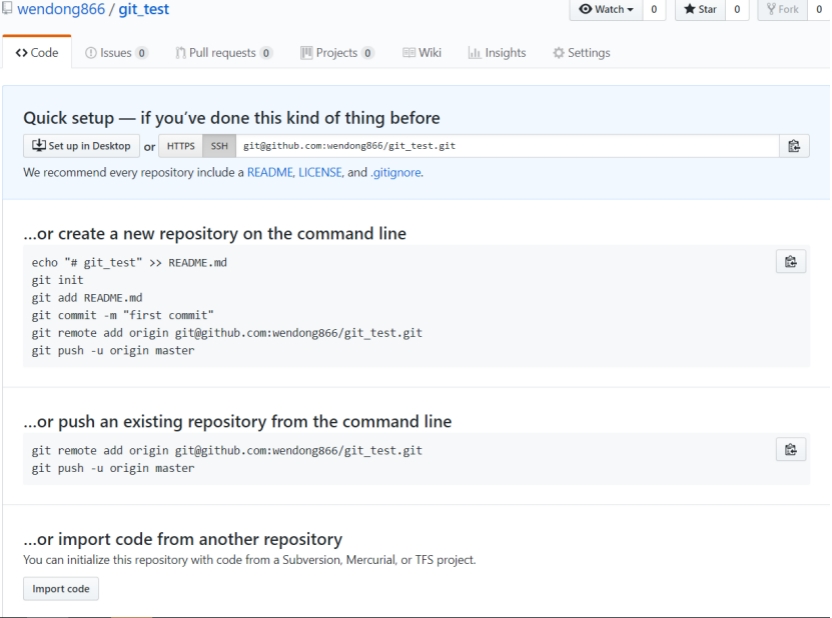 wendong866 / git_test
Watch 0 Star 0 Fork 0
Code Issues 0 Pull requests 0 Projects 0 Wiki Insights Settings
Quick setup — if you've done this kind of thing before
Set up in Desktop or HTTPS SSH git@github.com:wendong866/git_test.git
We recommend every repository include a README, LICENSE, and .gitignore.
...or create a new repository on the command line
echo "# git_test" >> README.md
git init
git add README.md
git commit -m "first commit"
git remote add origin git@github.com:wendong866/git_test.git
git push -u origin master
...or push an existing repository from the command line
git remote add origin git@github.com:wendong866/git_test.git
git push -u origin master
...or import code from another repository
You can initialize this repository with code from a Subversion, Mercurial, or TFS project.
Import code